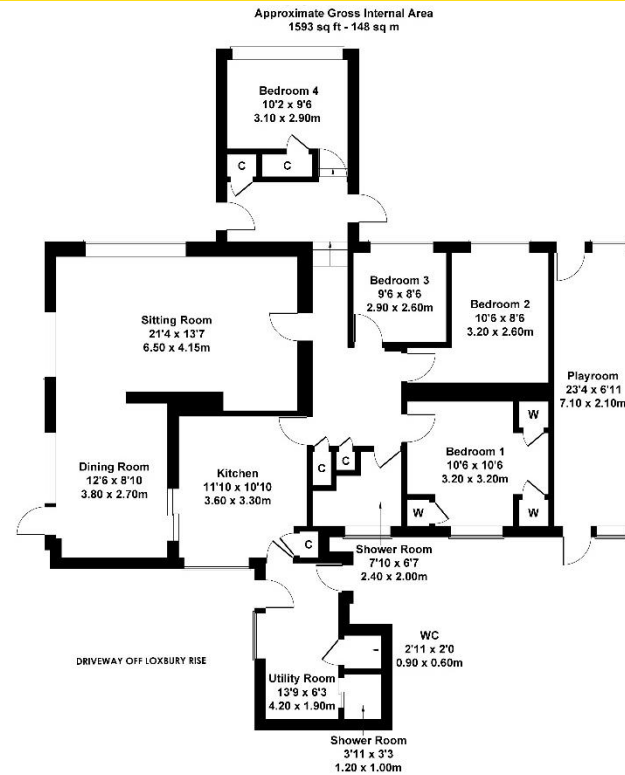 Approximate Gross Internal Area
1593 sq ft - 148 sq m
Bedroom 4
10'2 x 9'6
3.10 x 2.90m
C
C
Bedroom 3
9'6 x 8'6
2.90 x 2.60m
Bedroom 2
10'6 x 8'6
3.20 x 2.60m
Sitting Room
21'4 x 13'7
6.50 x 4.15m
Playroom
23'4 x 6'11
7.10 x 2.10m
W
Bedroom 1
10'6 x 10'6
3.20 x 3.20m
Dining Room
12'6 x 8'10
3.80 x 2.70m
Kitchen
11'10 x 10'10
3.60 x 3.30m
C
C
W
W
C
Shower Room
7'10 x 6'7
2.40 x 2.00m
WC
2'11 x 2'0
0.90 x 0.60m
DRIVEWAY OFF LOXBURY RISE
Utility Room
13'9 x 6'3
4.20 x 1.90m
Shower Room
3'11 x 3'3
1.20 x 1.00m